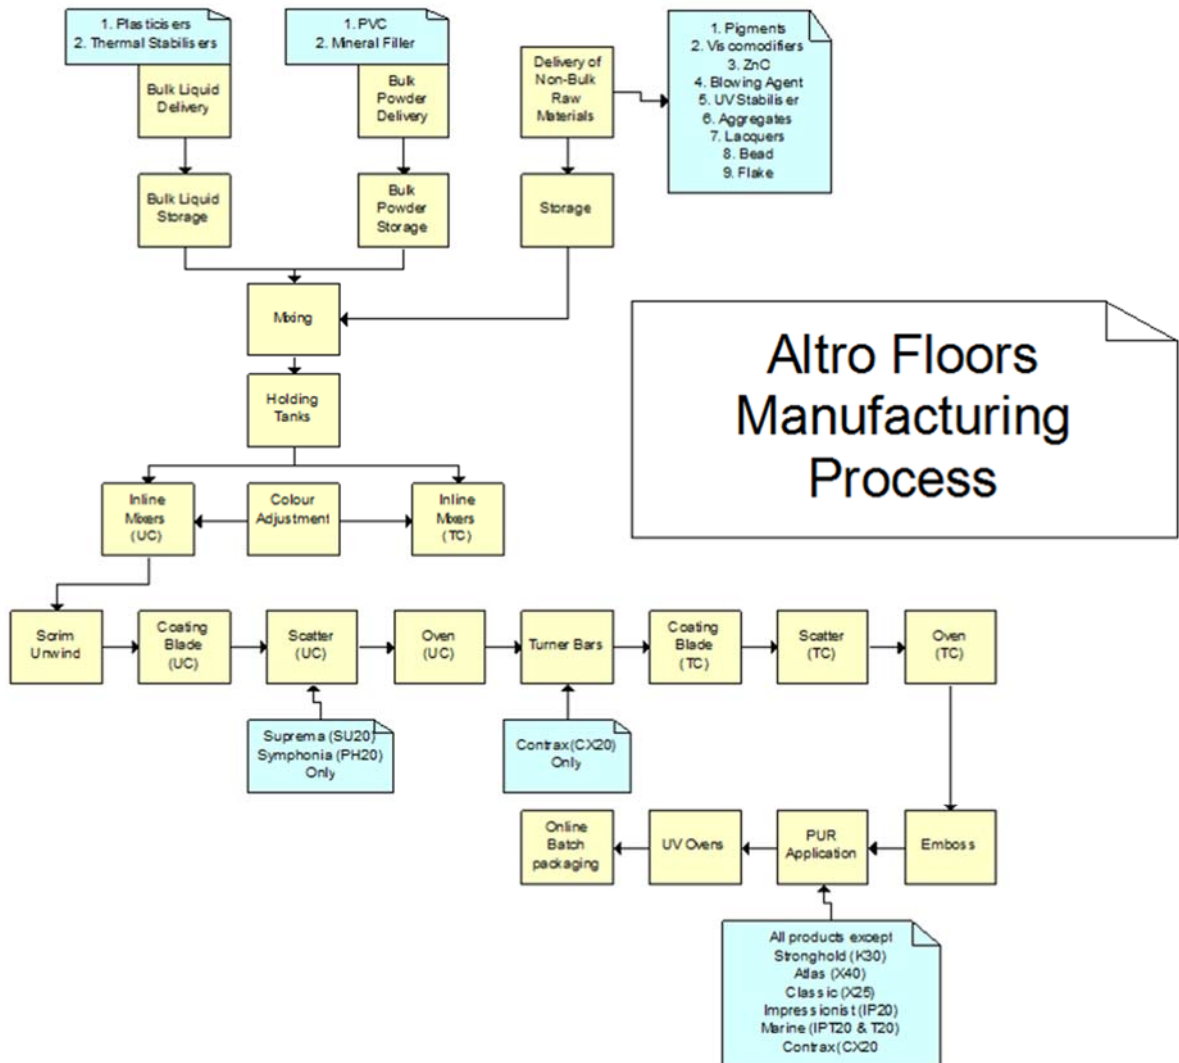 1. Plasticisers
2. Thermal Stabilisers
1. PVC
2. Mineral Filler
1. Pigments
2. Viscomodifiers
3. ZnO
4. Blowing Agent
5. UV Stabiliser
6. Aggregates
7. Lacquers
8. Bead
9. Flake
Bulk Liquid
Delivery
Bulk
Powder
Delivery
Delivery of
Non-Bulk
Raw
Materials
Bulk Liquid
Storage
Bulk
Powder
Storage
Storage
Mixing
Altro Floors
Manufacturing
Process
Holding
Tanks
Inline
Mixers
(UC)
Colour
Adjustment
Inline
Mixers
(TC)
Scrim
Unwind
Coating
Blade
(UC)
Scatter
(UC)
Oven
(UC)
Turner Bars
Coating
Blade
(TC)
Scatter
(TC)
Oven
(TC)
Suprema (SU20)
Symphonia (PH20)
Only
Contrax(CX20)
Only
Online
Batch
packaging
UV Ovens
PUR
Application
Emboss
All products except
Stronghold (K30)
Atlas (X40)
Classic (X25)
Impressionist (IP20)
Marine (IPT20 & T20)
Contrax(CX20